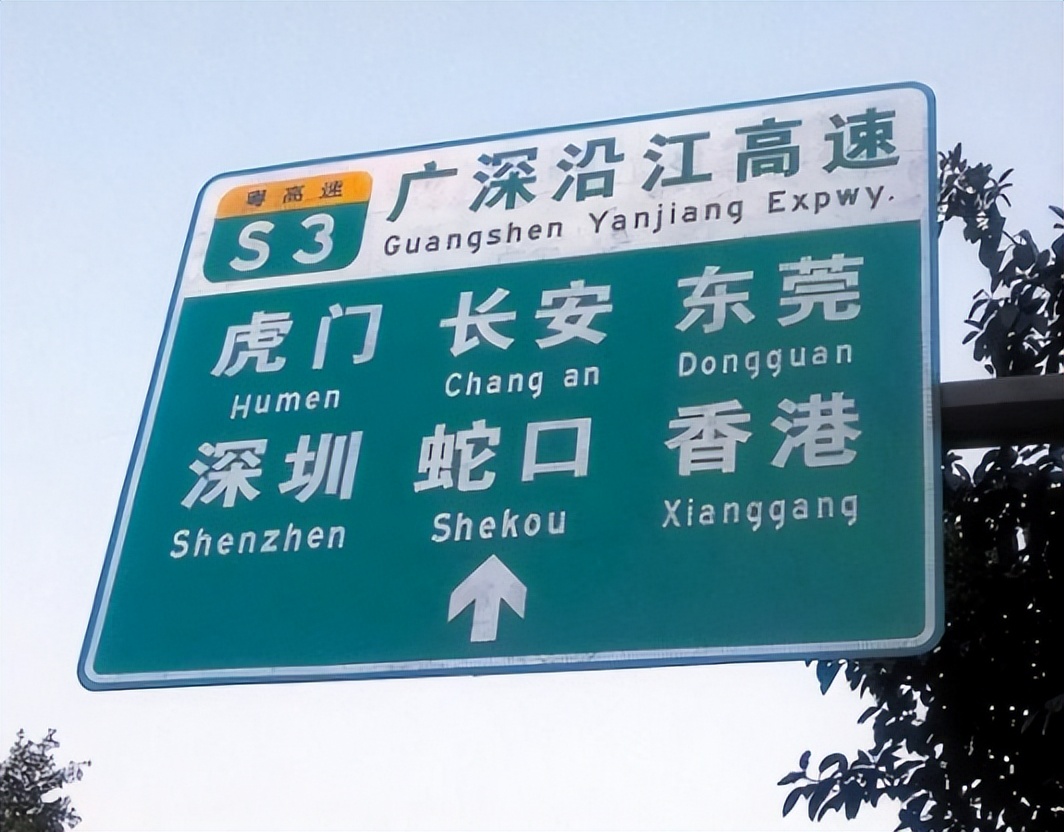 粤高速
S3
广深沿江高速
Guangshen Yanjiang Expwy.
虎门 长安 东莞
Humen Chang an Dongguan
深圳 蛇口 香港
Shenzhen Shekou Xianggang